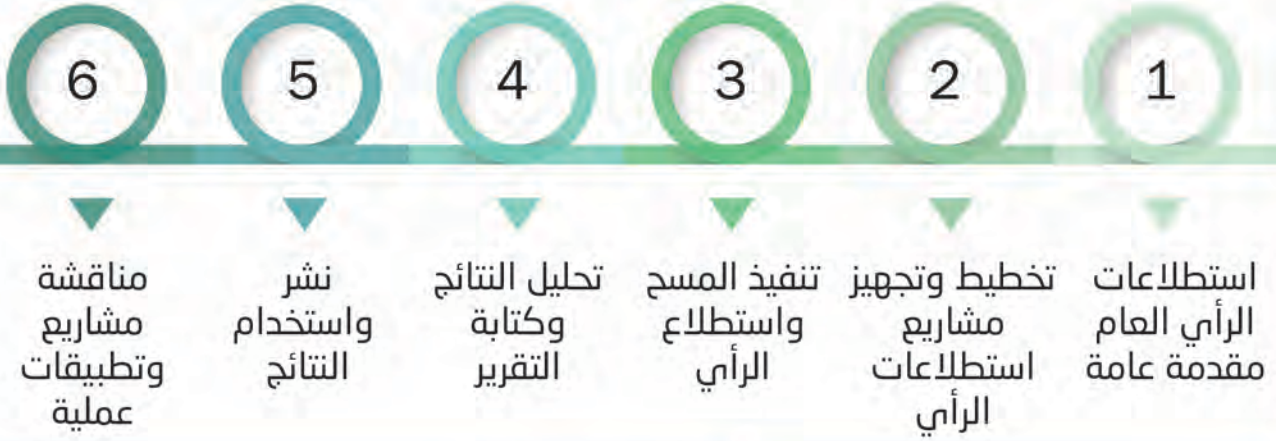 1
استطلاعات
الرأي العام
مقدمة عامة
2
تخطيط وتجهيز
مشاريع
استطلاعات
الرأي
3
تنفيذ المسح
واستطلاع
الرأي
4
تحليل النتائج
وكتابة
التقرير
5
نشر
واستخدام
النتائج
6
مناقشة
مشاريع
وتطبيقات
عملية